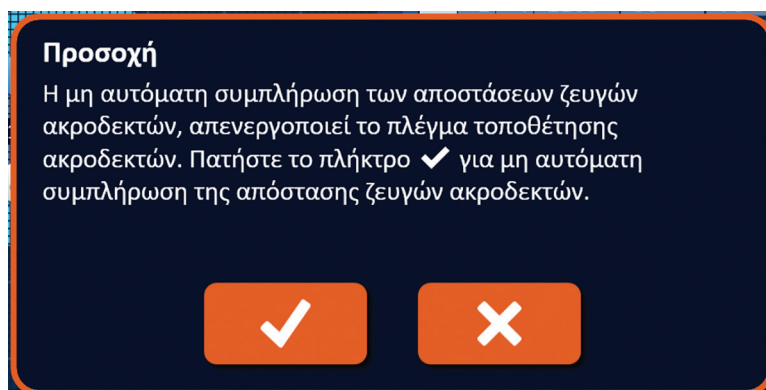 Προσοχή
Η μη αυτόματη συμπλήρωση των αποστάσεων ζευγών
ακροδεκτών, απενεργοποιεί το πλέγμα τοποθέτησης
ακροδεκτών. Πατήστε το πλήκτρο ✔ για μη αυτόματη
συμπλήρωση της απόστασης ζευγών ακροδεκτών.